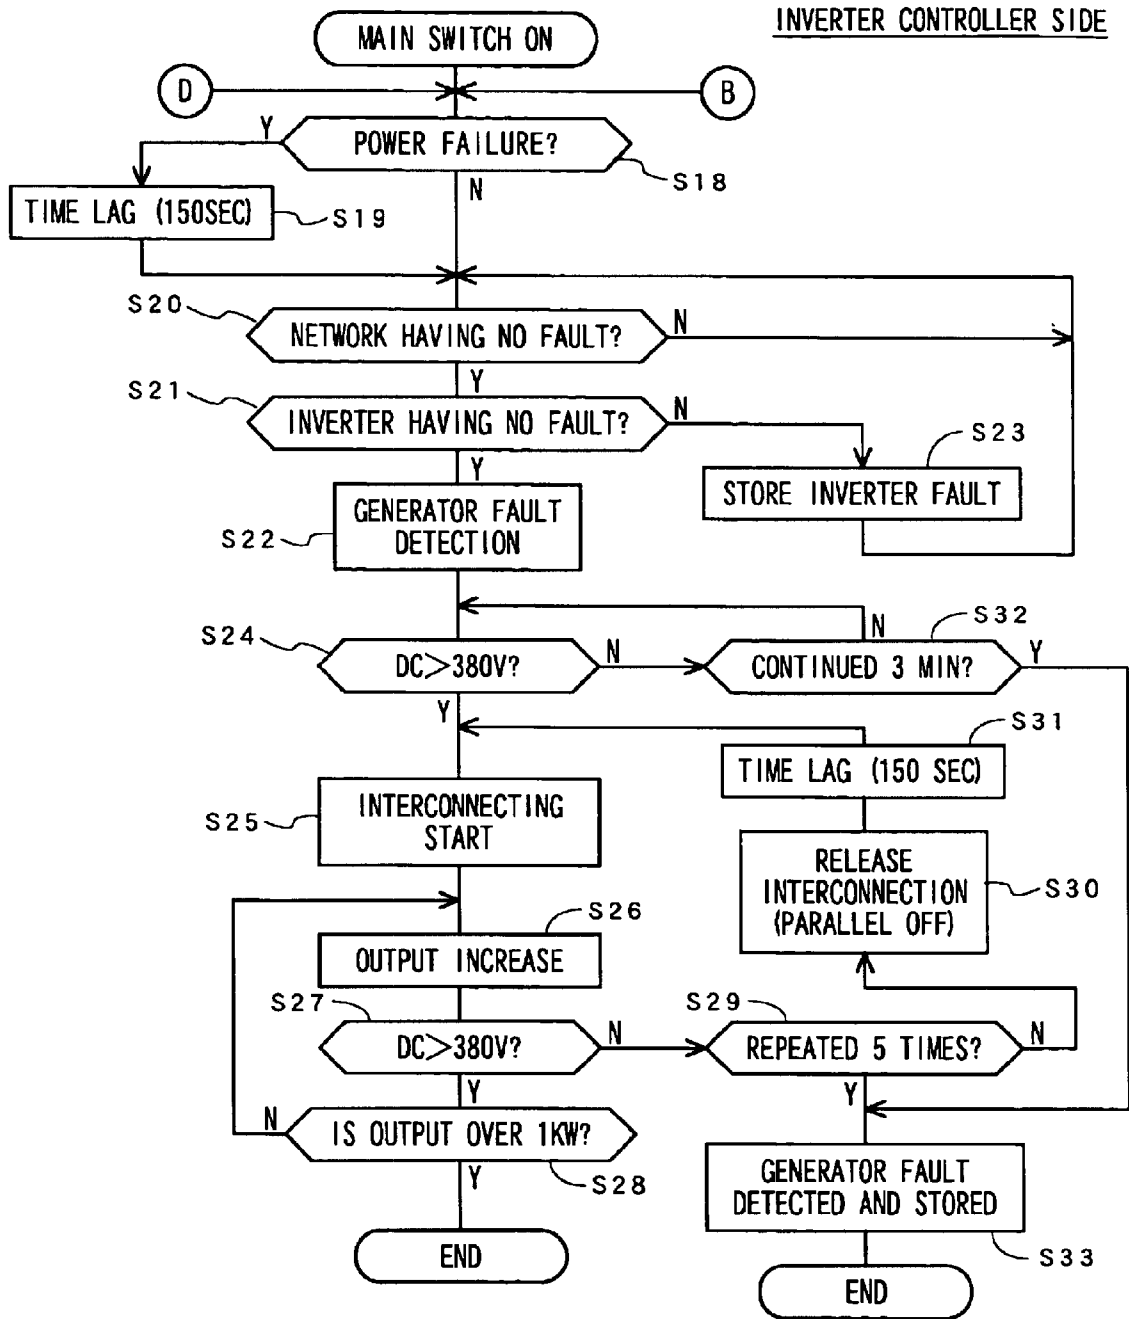 INVERTER CONTROLLER SIDE
MAIN SWITCH ON
D
B
Y
POWER FAILURE?
S18
N
TIME LAG (150SEC)
S19
S20
NETWORK HAVING NO FAULT?
N
Y
S21
INVERTER HAVING NO FAULT?
N
Y
S23
STORE INVERTER FAULT
GENERATOR FAULT
DETECTION
S22
S24
DC>380V?
N
Y
S32
N
CONTINUED 3 MIN?
Y
S31
TIME LAG (150 SEC)
INTERCONNECTING
START
S25
RELEASE
INTERCONNECTION
(PARALLEL OFF)
S30
S26
OUTPUT INCREASE
S27
DC>380V?
N
Y
S29
REPEATED 5 TIMES?
N
Y
N
IS OUTPUT OVER 1KW?
Y
S28
GENERATOR FAULT
DETECTED AND STORED
S33
END
END